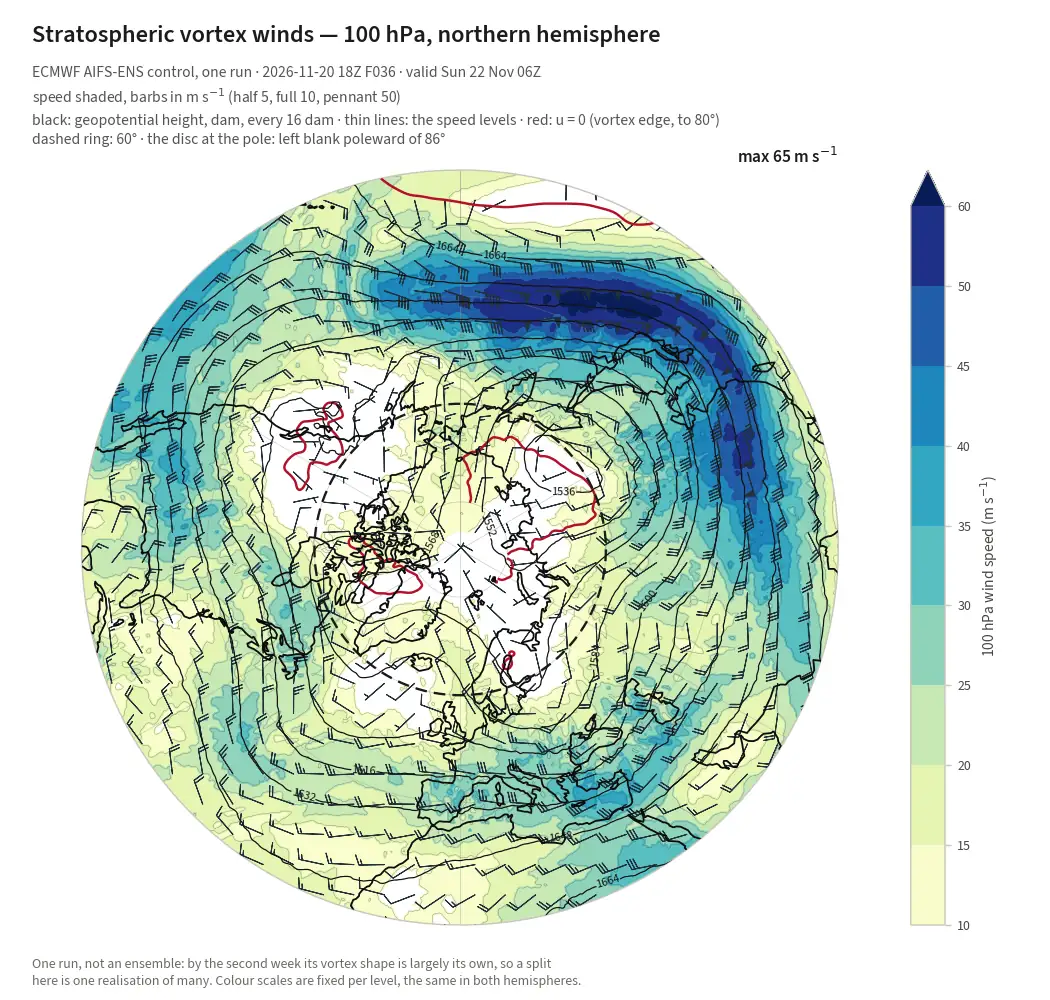 Stratospheric vortex winds — 100 hPa, northern hemisphere
ECMWF AIFS-ENS control, one run · 2026-11-20 18Z F036 · valid Sun 22 Nov 06Z
speed shaded, barbs in m s⁻¹ (half 5, full 10, pennant 50)
black: geopotential height, dam, every 16 dam · thin lines: the speed levels · red: u = 0 (vortex edge, to 80°)
dashed ring: 60° · the disc at the pole: left blank poleward of 86°
max 65 m s⁻¹
60
50
45
40
35
30
25
20
15
10
100 hPa wind speed (m s⁻¹)
1664
1664
1536
1552
1568
1584
1616
1632
1664
One run, not an ensemble: by the second week its vortex shape is largely its own, so a split
here is one realisation of many. Colour scales are fixed per level, the same in both hemispheres.